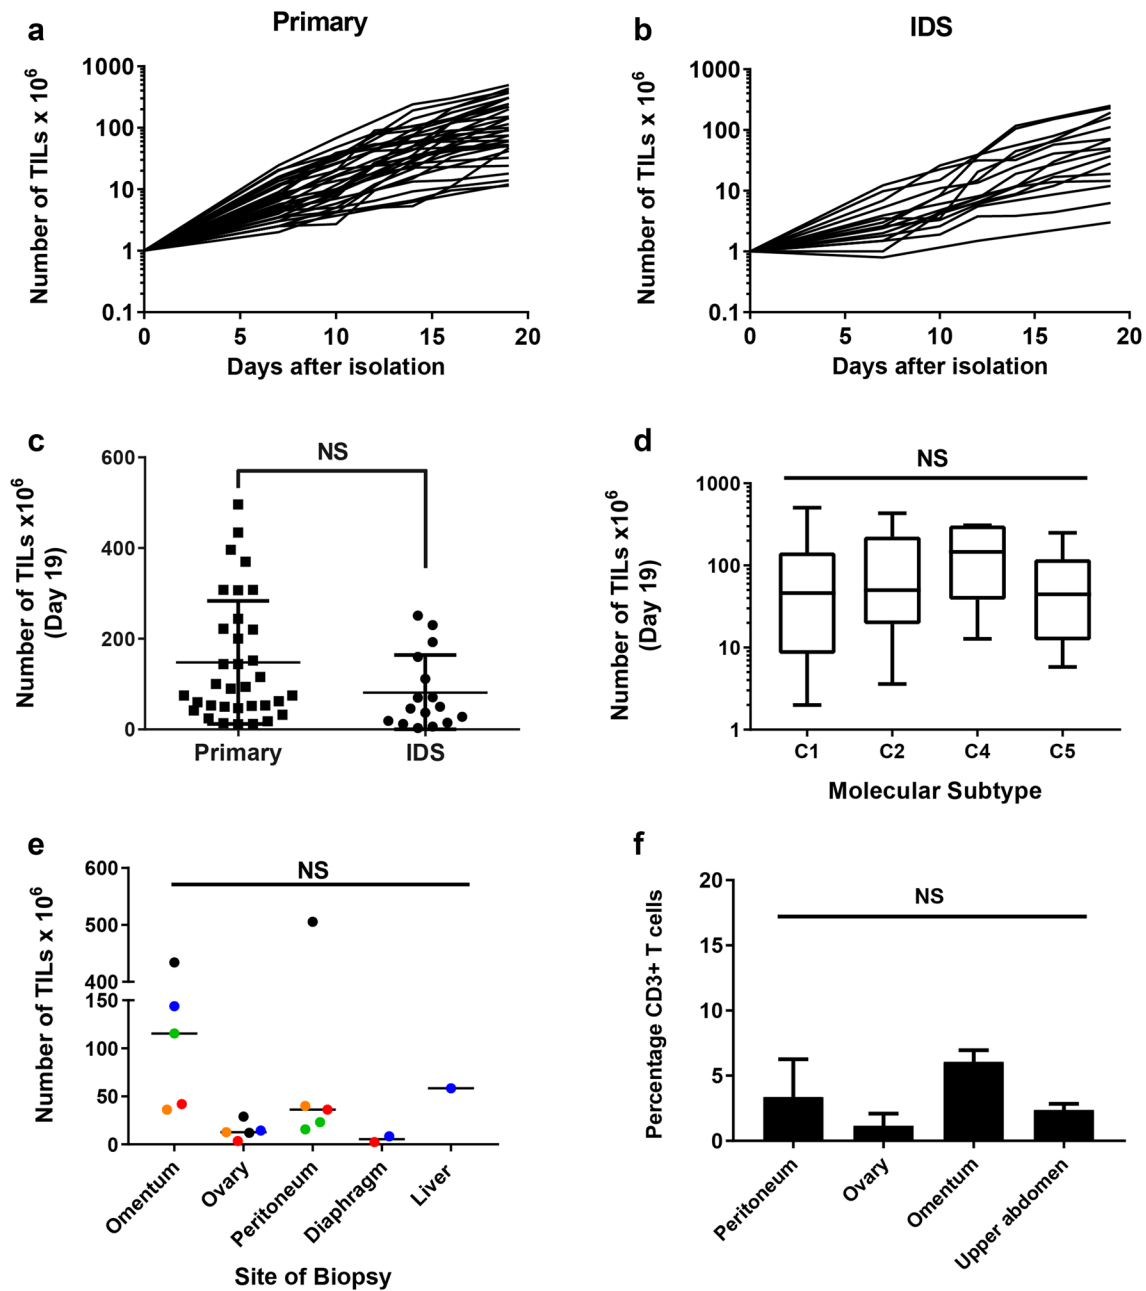 a
Primary
Number of TILs x 10⁶
1000
100
10
1
0.1
0
5
10
15
20
Days after isolation
b
IDS
Number of TILs x 10⁶
1000
100
10
1
0.1
0
5
10
15
20
Days after isolation
c
Number of TILs x10⁶
(Day 19)
600
400
200
0
NS
Primary
IDS
d
Number of TILs x10⁶
(Day 19)
1000
100
10
1
NS
C1
C2
C4
C5
Molecular Subtype
e
Number of TILs x 10⁶
600
500
400
150
100
50
0
NS
Omentum
Ovary
Peritoneum
Diaphragm
Liver
Site of Biopsy
f
Percentage CD3+ T cells
20
15
10
5
0
NS
Peritoneum
Ovary
Omentum
Upper abdomen